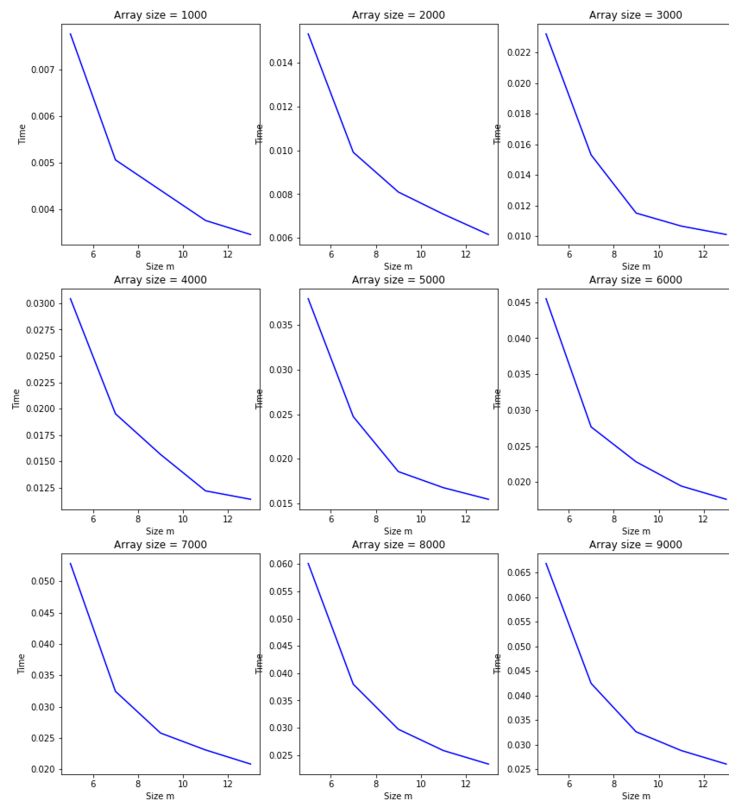 Array size = 1000
Time
0.007
0.006
0.005
0.004
6 8 10 12
Size m
Array size = 2000
Time
0.014
0.012
0.010
0.008
0.006
6 8 10 12
Size m
Array size = 3000
Time
0.022
0.020
0.018
0.016
0.014
0.012
0.010
6 8 10 12
Size m
Array size = 4000
Time
0.0300
0.0275
0.0250
0.0225
0.0200
0.0175
0.0150
0.0125
6 8 10 12
Size m
Array size = 5000
Time
0.035
0.030
0.025
0.020
0.015
6 8 10 12
Size m
Array size = 6000
Time
0.045
0.040
0.035
0.030
0.025
0.020
6 8 10 12
Size m
Array size = 7000
Time
0.050
0.045
0.040
0.035
0.030
0.025
0.020
6 8 10 12
Size m
Array size = 8000
Time
0.060
0.055
0.050
0.045
0.040
0.035
0.030
0.025
6 8 10 12
Size m
Array size = 9000
Time
0.065
0.060
0.055
0.050
0.045
0.040
0.035
0.030
0.025
6 8 10 12
Size m